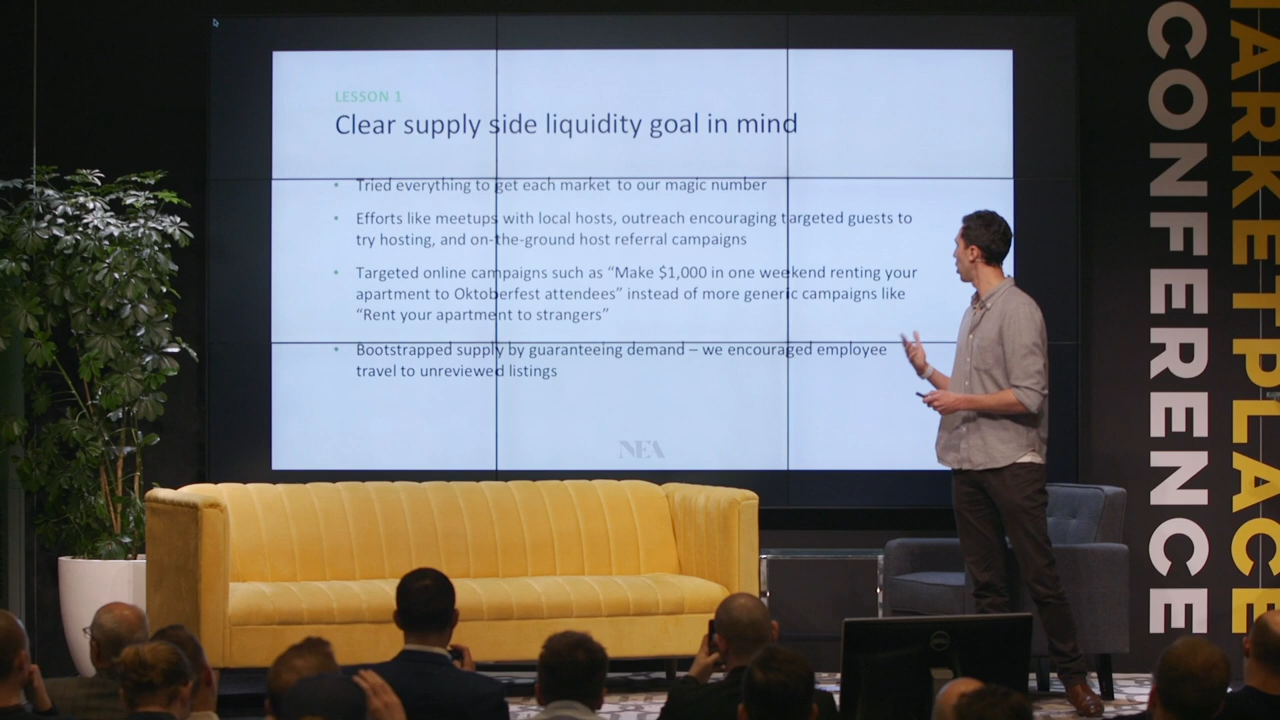 LESSON 1
Clear supply side liquidity goal in mind
• Tried everything to get each market to our magic number
• Efforts like meetups with local hosts, outreach encouraging targeted guests to
try hosting, and on-the-ground host referral campaigns
• Targeted online campaigns such as “Make $1,000 in one weekend renting your
apartment to Oktoberfest attendees” instead of more generic campaigns like
“Rent your apartment to strangers”
• Bootstrapped supply by guaranteeing demand – we encouraged employee
travel to unreviewed listings
NEA
CONFERENCE
MARKETPLACE
DELL